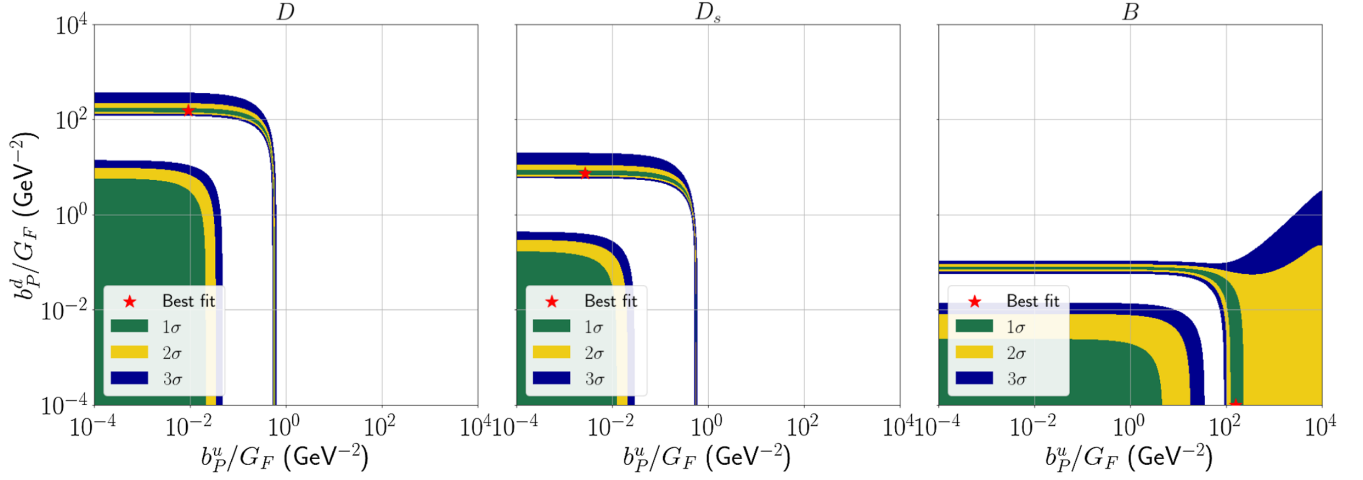 D
10^4
10^2
10^0
10^{-2}
10^{-4}
b_P^d/G_F (GeV^{-2})
Best fit
1σ
2σ
3σ
10^{-4} 10^{-2} 10^0 10^2 10^4
b_P^u/G_F (GeV^{-2})
D_s
Best fit
1σ
2σ
3σ
10^{-4} 10^{-2} 10^0 10^2 10^4
b_P^u/G_F (GeV^{-2})
B
Best fit
1σ
2σ
3σ
10^{-4} 10^{-2} 10^0 10^2 10^4
b_P^u/G_F (GeV^{-2})